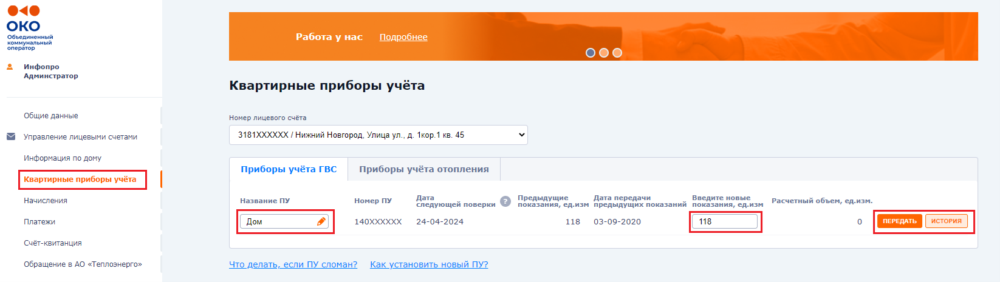 ОКО
Объединенный
коммунальный
оператор
Инфопро
Админстратор
Общие данные
Управление лицевыми счетами
Информация по дому
Квартирные приборы учёта
Начисления
Платежи
Счёт-квитанция
Обращение в АО «Теплоэнерго»
Работа у нас Подробнее
Квартирные приборы учёта
Номер лицевого счёта
3181XXXXXX / Нижний Новгород, Улица ул., д. 1кор.1 кв. 45
Приборы учёта ГВС Приборы учёта отопления
Название ПУ
Номер ПУ
Дата
следующей поверки ?
Предыдущие
показания, ед.изм
Дата передачи
предыдущих показаний
Введите новые
показания, ед.изм
Расчетный объем, ед.изм.
Дом 140XXXXXX 24-04-2024 118 03-09-2020 118 0 ПЕРЕДАТЬ ИСТОРИЯ
Что делать, если ПУ сломан? Как установить новый ПУ?